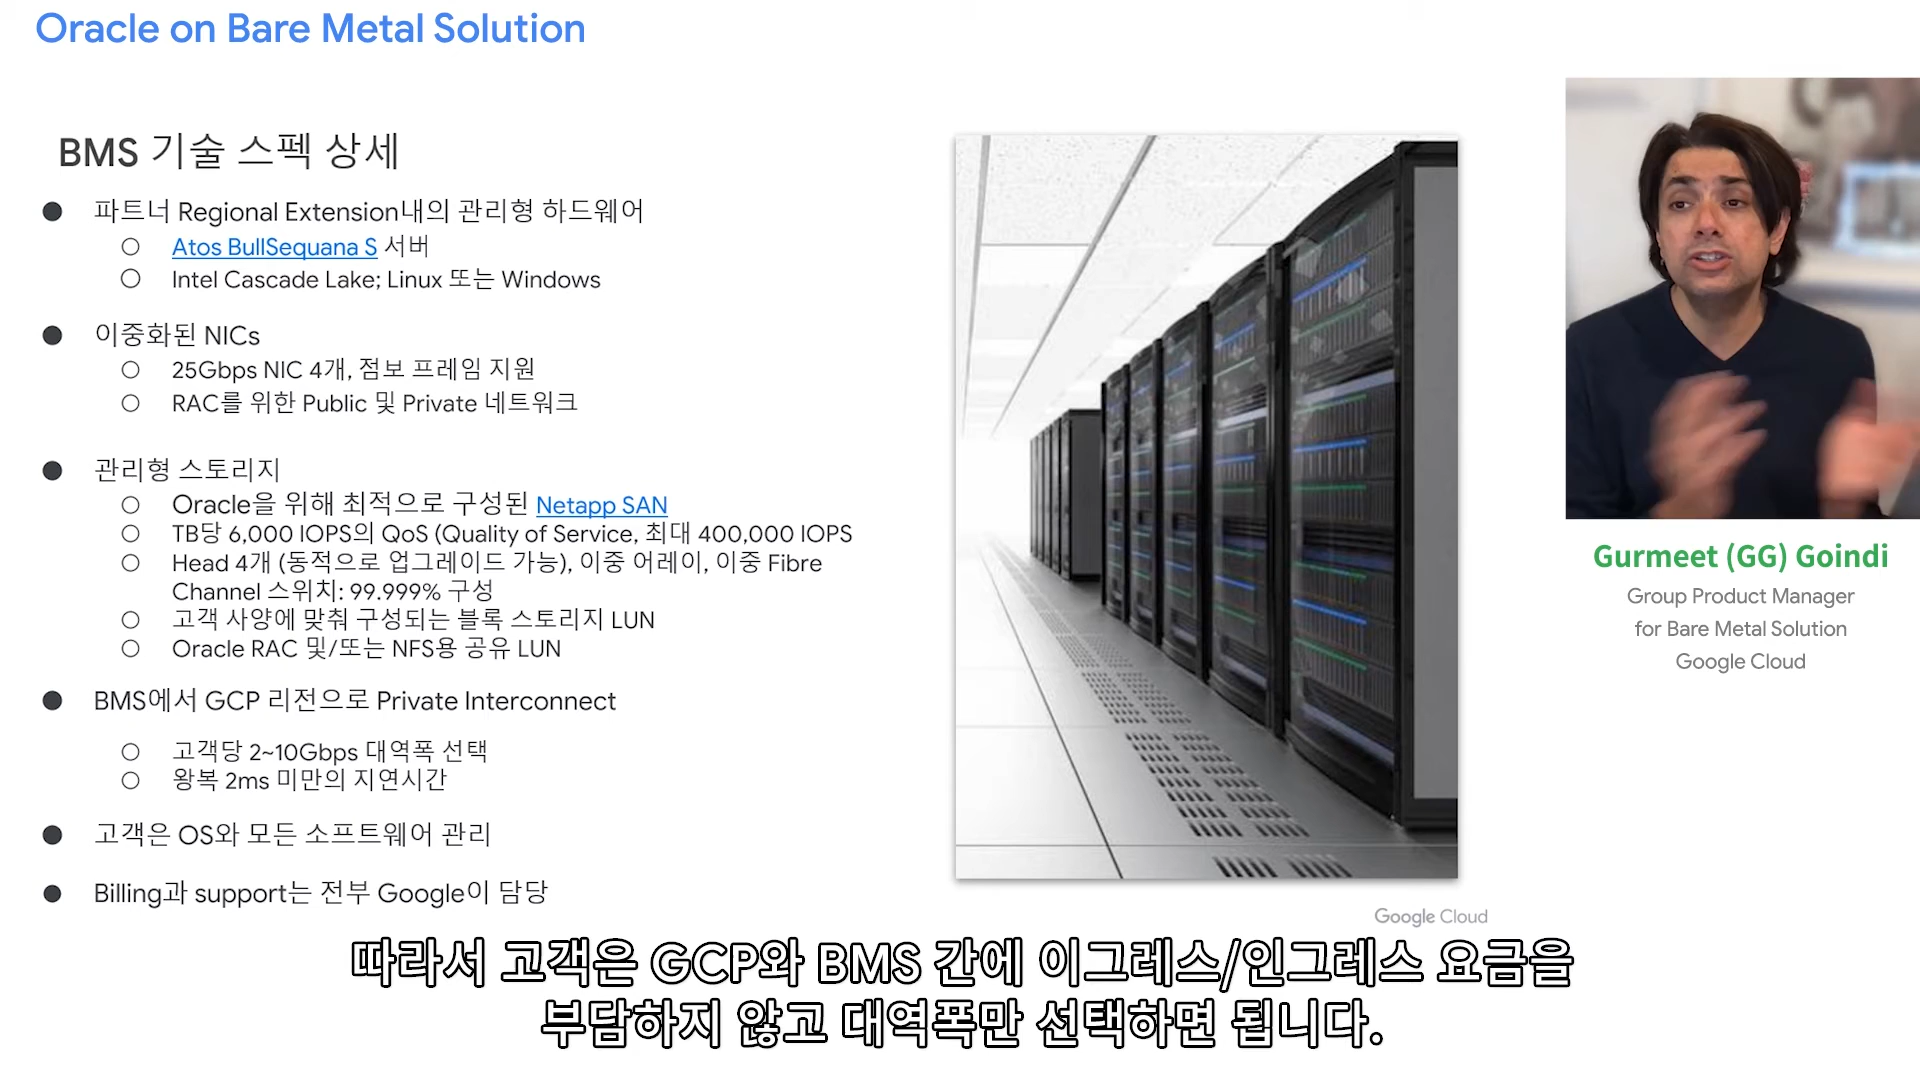 Oracle on Bare Metal Solution
BMS 기술 스펙 상세
● 파트너 Regional Extension내의 관리형 하드웨어
○ Atos BullSequana S 서버
○ Intel Cascade Lake; Linux 또는 Windows
● 이중화된 NICs
○ 25Gbps NIC 4개, 점보 프레임 지원
○ RAC를 위한 Public 및 Private 네트워크
● 관리형 스토리지
○ Oracle을 위해 최적으로 구성된 Netapp SAN
○ TB당 6,000 IOPS의 QoS (Quality of Service, 최대 400,000 IOPS
○ Head 4개 (동적으로 업그레이드 가능), 이중 어레이, 이중 Fibre
Channel 스위치: 99.999% 구성
○ 고객 사양에 맞춰 구성되는 블록 스토리지 LUN
○ Oracle RAC 및/또는 NFS용 공유 LUN
● BMS에서 GCP 리전으로 Private Interconnect
○ 고객당 2~10Gbps 대역폭 선택
○ 왕복 2ms 미만의 지연시간
● 고객은 OS와 모든 소프트웨어 관리
● Billing과 support는 전부 Google이 담당
Gurmeet (GG) Goindi
Group Product Manager
for Bare Metal Solution
Google Cloud
Google Cloud
따라서 고객은 GCP와 BMS 간에 이그레스/인그레스 요금을
부담하지 않고 대역폭만 선택하면 됩니다.